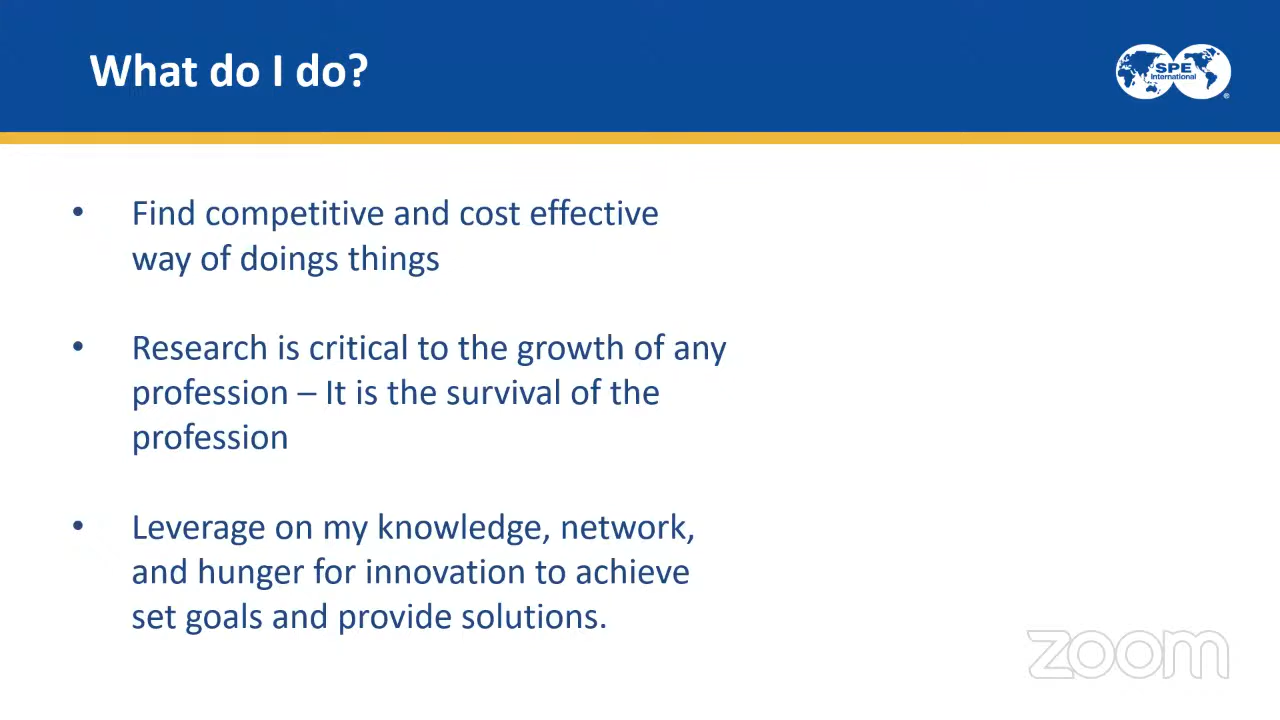 What do I do?
SPE
International
®
• Find competitive and cost effective
way of doings things
• Research is critical to the growth of any
profession – It is the survival of the
profession
• Leverage on my knowledge, network,
and hunger for innovation to achieve
set goals and provide solutions.
zoom